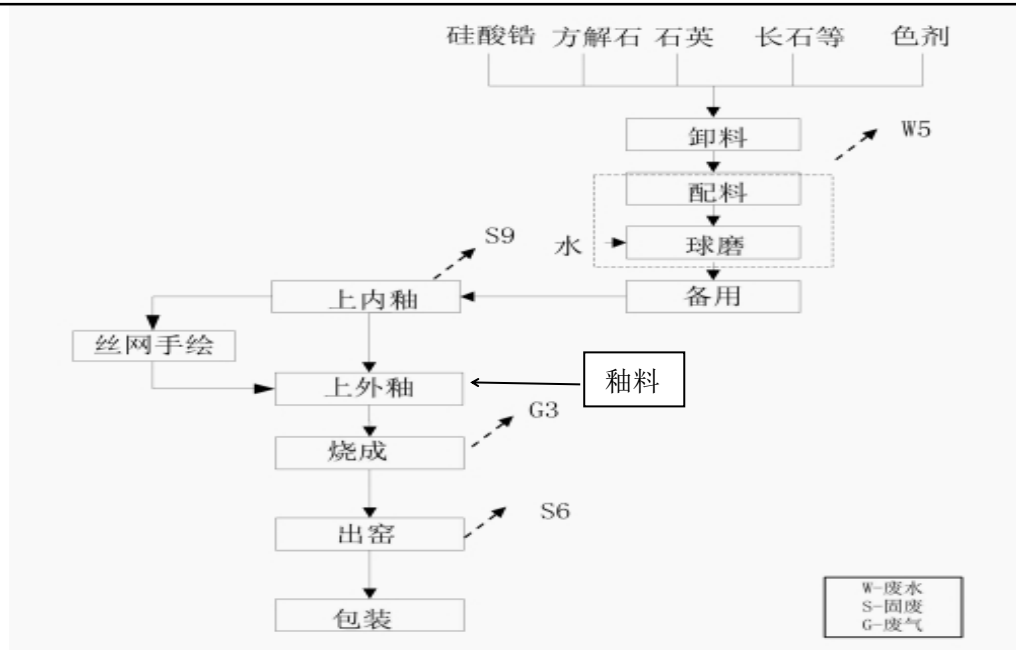 硅酸锆 方解石 石英 长石等 色剂
卸料
W5
配料
水
球磨
S9
上内釉
备用
丝网手绘
上外釉
釉料
G3
烧成
S6
出窑
包装
W-废水
S-固废
G-废气